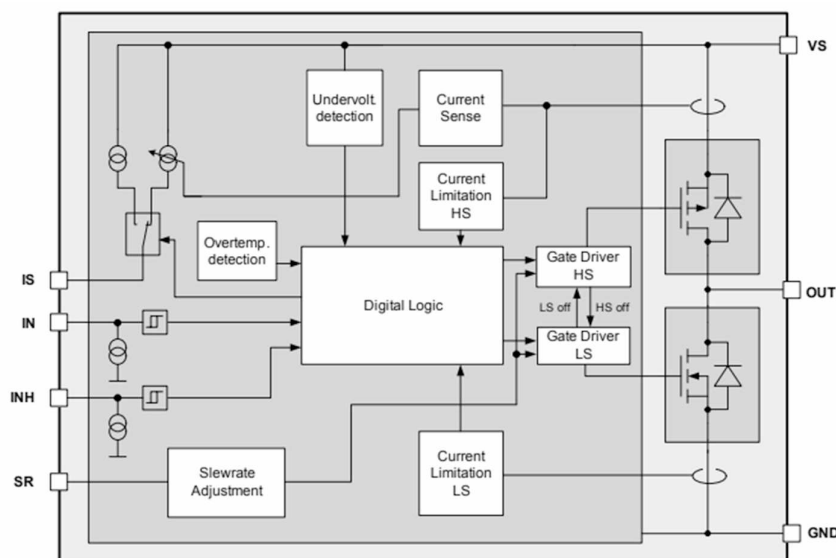 VS
Undervolt.
detection
Current
Sense
Current
Limitation
HS
Overtemp.
detection
IS
IN
INH
SR
Digital Logic
Gate Driver
HS
LS off
HS off
Gate Driver
LS
OUT
Slewrate
Adjustment
Current
Limitation
LS
GND